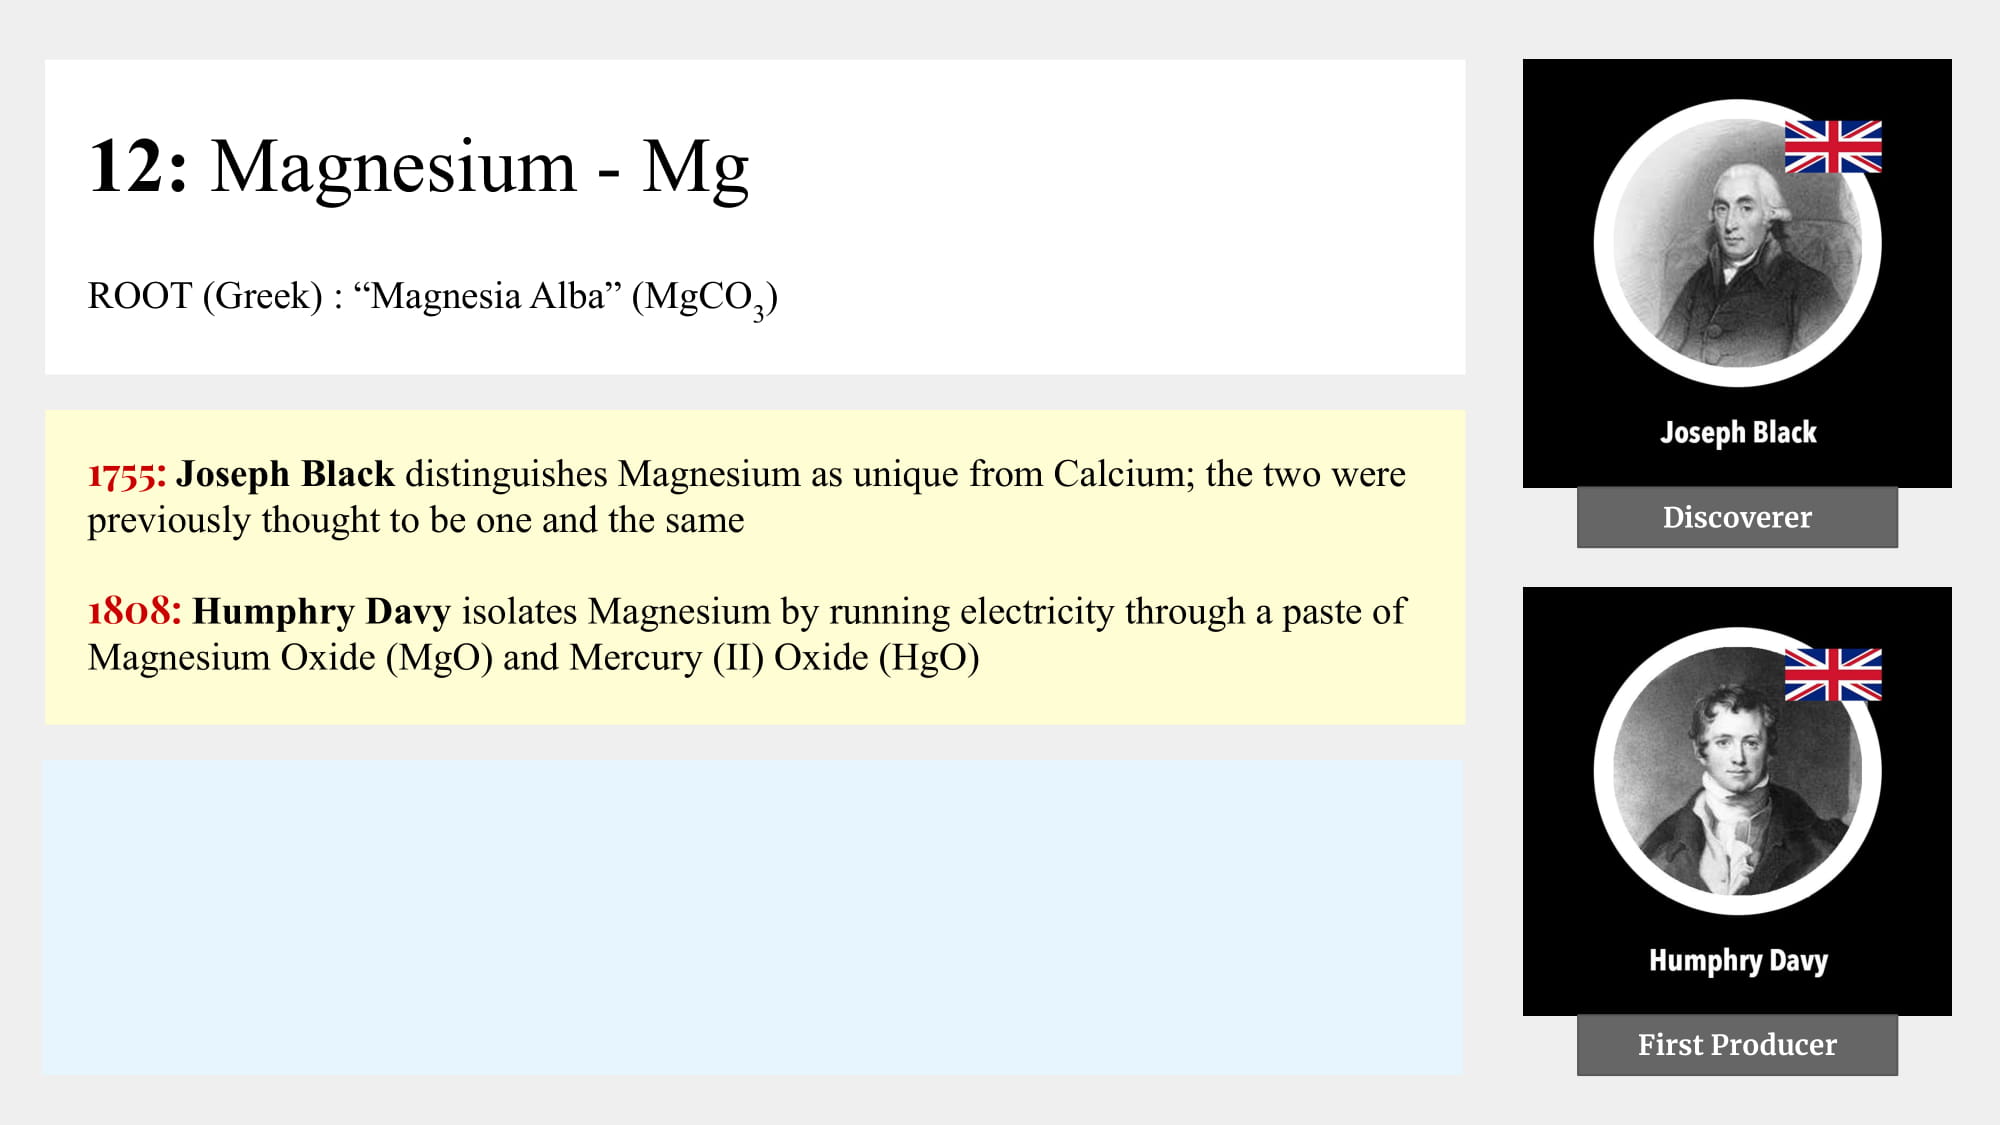 12: Magnesium - Mg
ROOT (Greek) : “Magnesia Alba” (MgCO₃)
1755: Joseph Black distinguishes Magnesium as unique from Calcium; the two were
previously thought to be one and the same
1808: Humphry Davy isolates Magnesium by running electricity through a paste of
Magnesium Oxide (MgO) and Mercury (II) Oxide (HgO)
Joseph Black
Discoverer
Humphry Davy
First Producer